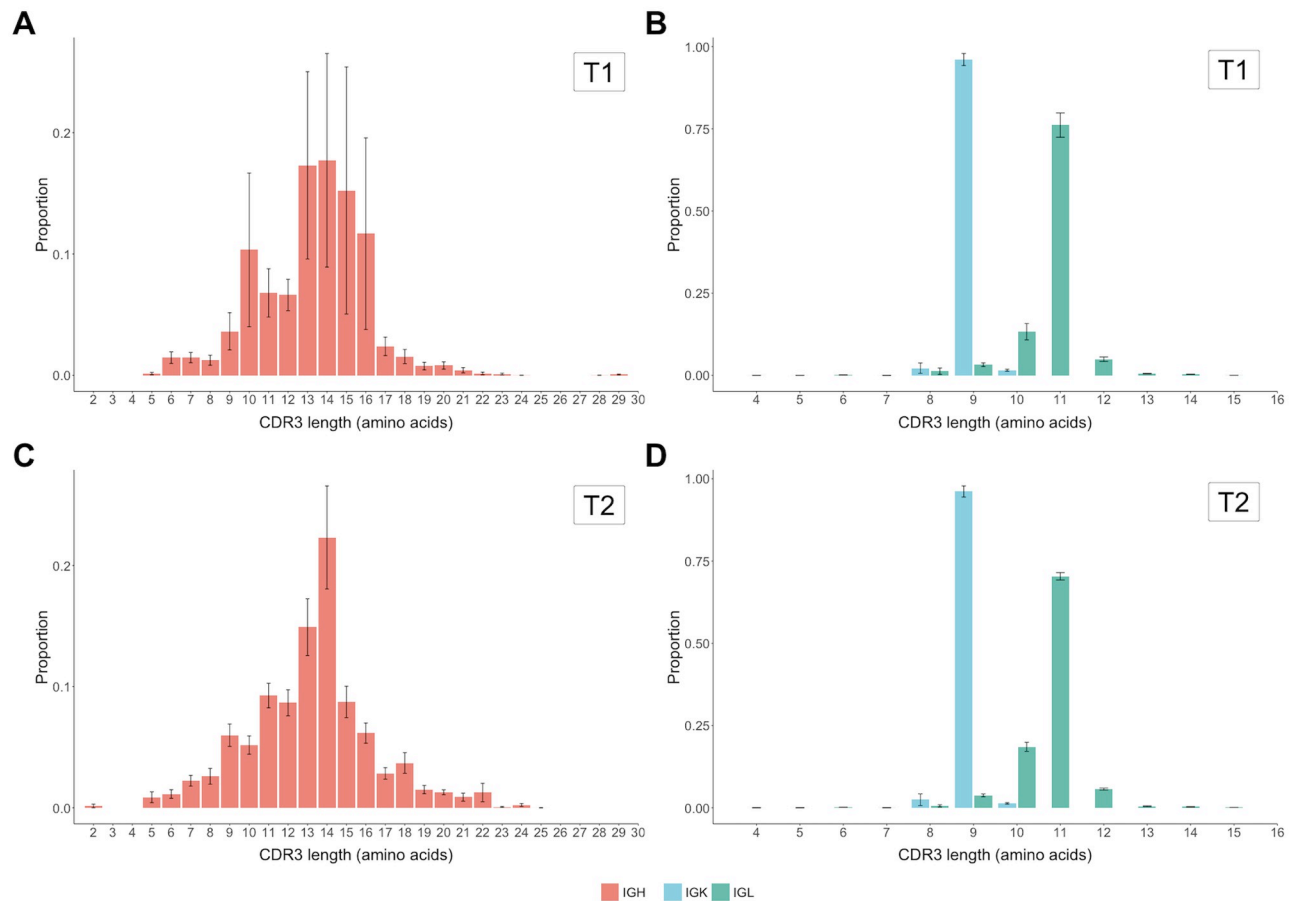 A
T1
Proportion
0.2
0.1
0.0
2 3 4 5 6 7 8 9 10 11 12 13 14 15 16 17 18 19 20 21 22 23 24 25 26 27 28 29 30
CDR3 length (amino acids)
B
T1
Proportion
1.00
0.75
0.50
0.25
0.00
4 5 6 7 8 9 10 11 12 13 14 15 16
CDR3 length (amino acids)
C
T2
Proportion
0.2
0.1
0.0
2 3 4 5 6 7 8 9 10 11 12 13 14 15 16 17 18 19 20 21 22 23 24 25 26 27 28 29 30
CDR3 length (amino acids)
D
T2
Proportion
1.00
0.75
0.50
0.25
0.00
4 5 6 7 8 9 10 11 12 13 14 15 16
CDR3 length (amino acids)
IGH IGK IGL